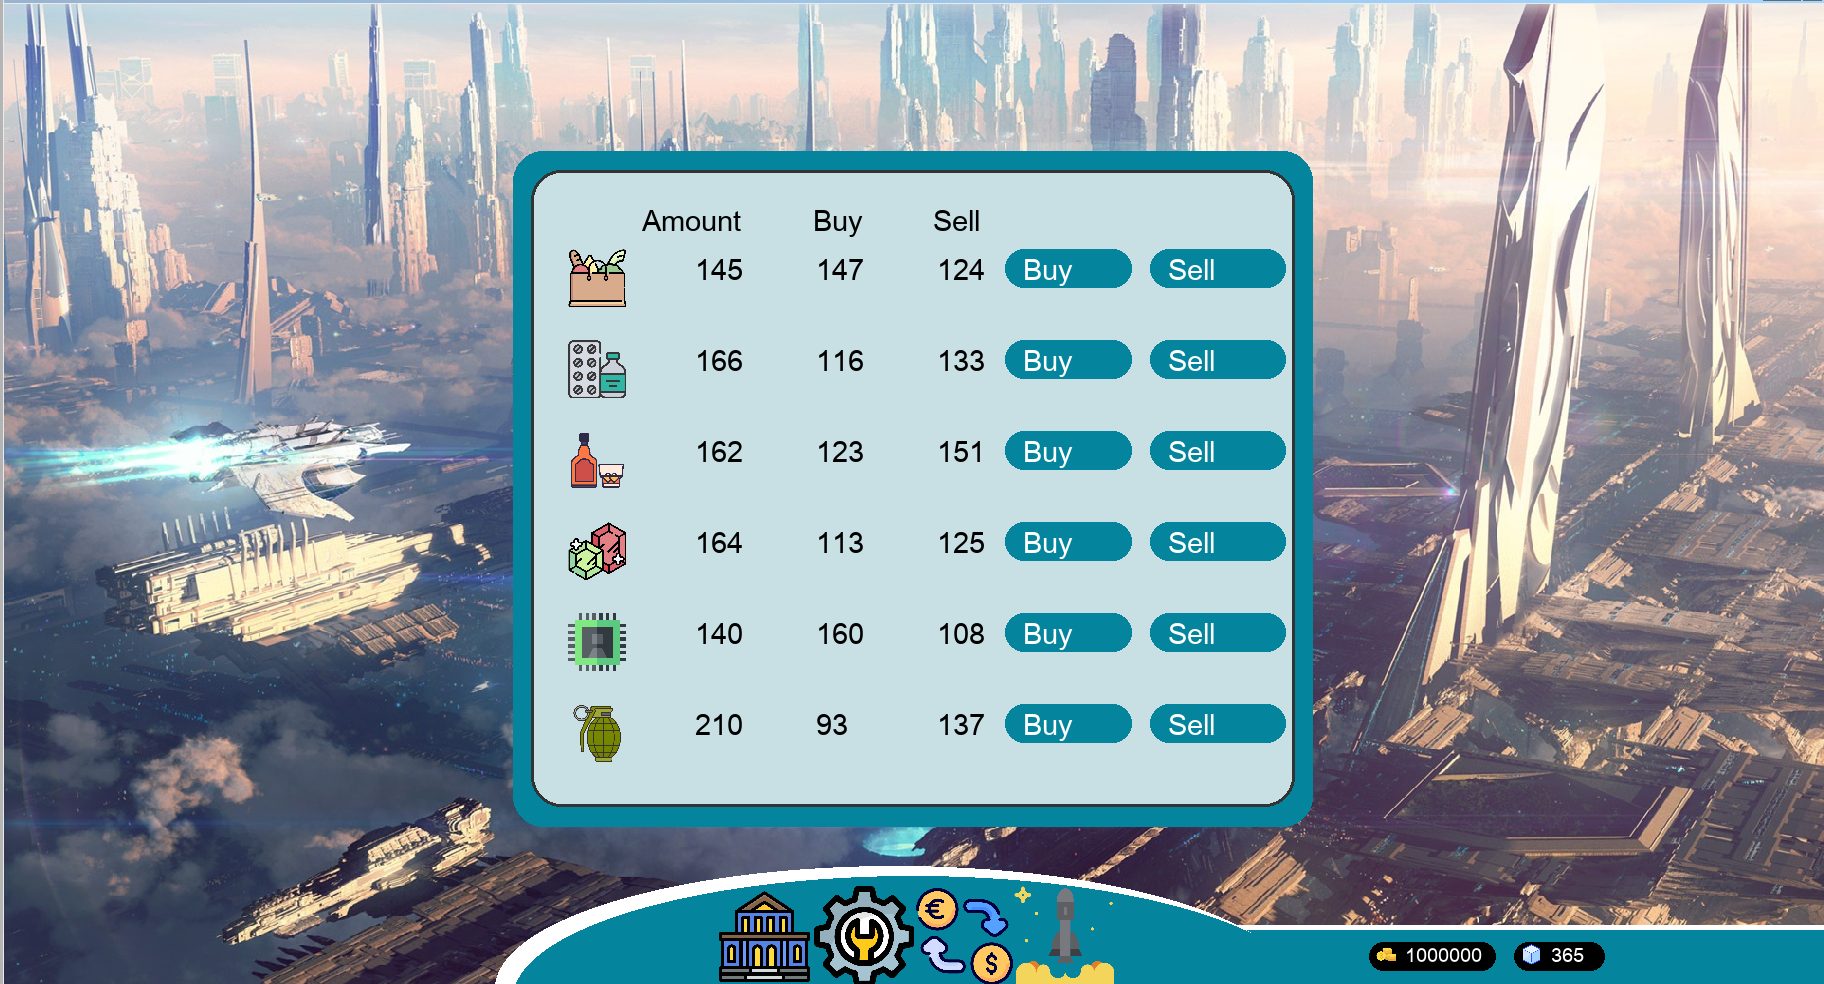 Amount Buy Sell
145 147 124 Buy Sell
166 116 133 Buy Sell
162 123 151 Buy Sell
164 113 125 Buy Sell
140 160 108 Buy Sell
210 93 137 Buy Sell
€
$
1000000 365